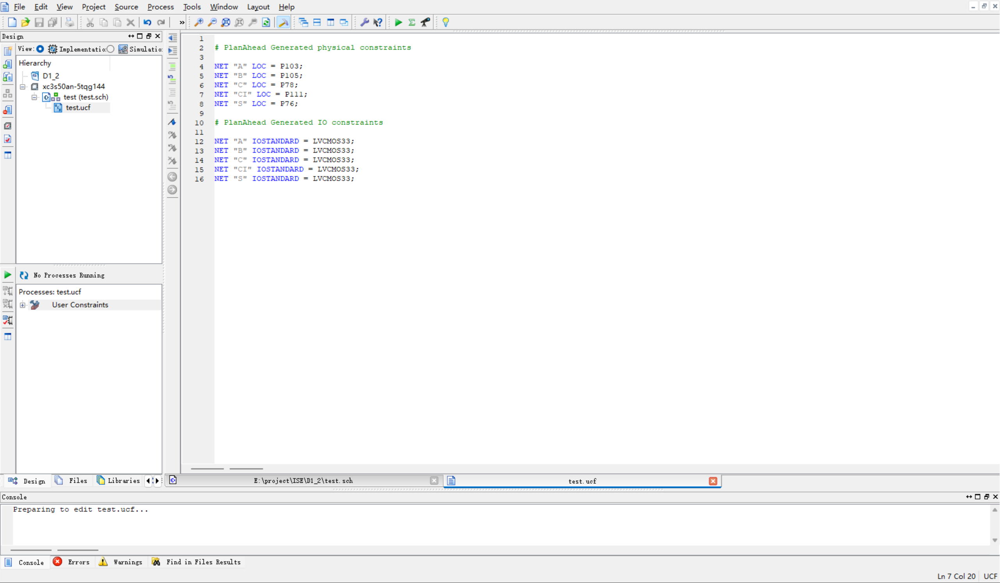 File Edit View Project Source Process Tools Window Layout Help
Design
View: Implementatio: Simulatio:
Hierarchy
D1_2
xc3s50an-5tqg144
test (test.sch)
test.ucf
No Processes Running
Processes: test.ucf
User Constraints
1
2 # PlanAhead Generated physical constraints
3
4 NET "A" LOC = P103;
5 NET "B" LOC = P105;
6 NET "C" LOC = P78;
7 NET "CI" LOC = P111;
8 NET "S" LOC = P76;
9
10 # PlanAhead Generated IO constraints
11
12 NET "A" IOSTANDARD = LVCMOS33;
13 NET "B" IOSTANDARD = LVCMOS33;
14 NET "C" IOSTANDARD = LVCMOS33;
15 NET "CI" IOSTANDARD = LVCMOS33;
16 NET "S" IOSTANDARD = LVCMOS33;
Design Files Libraries
E:\project\ISE\D1_2\test.sch
test.ucf
Console
Preparing to edit test.ucf...
Console Errors Warnings Find in Files Results
Ln 7 Col 20 UCF